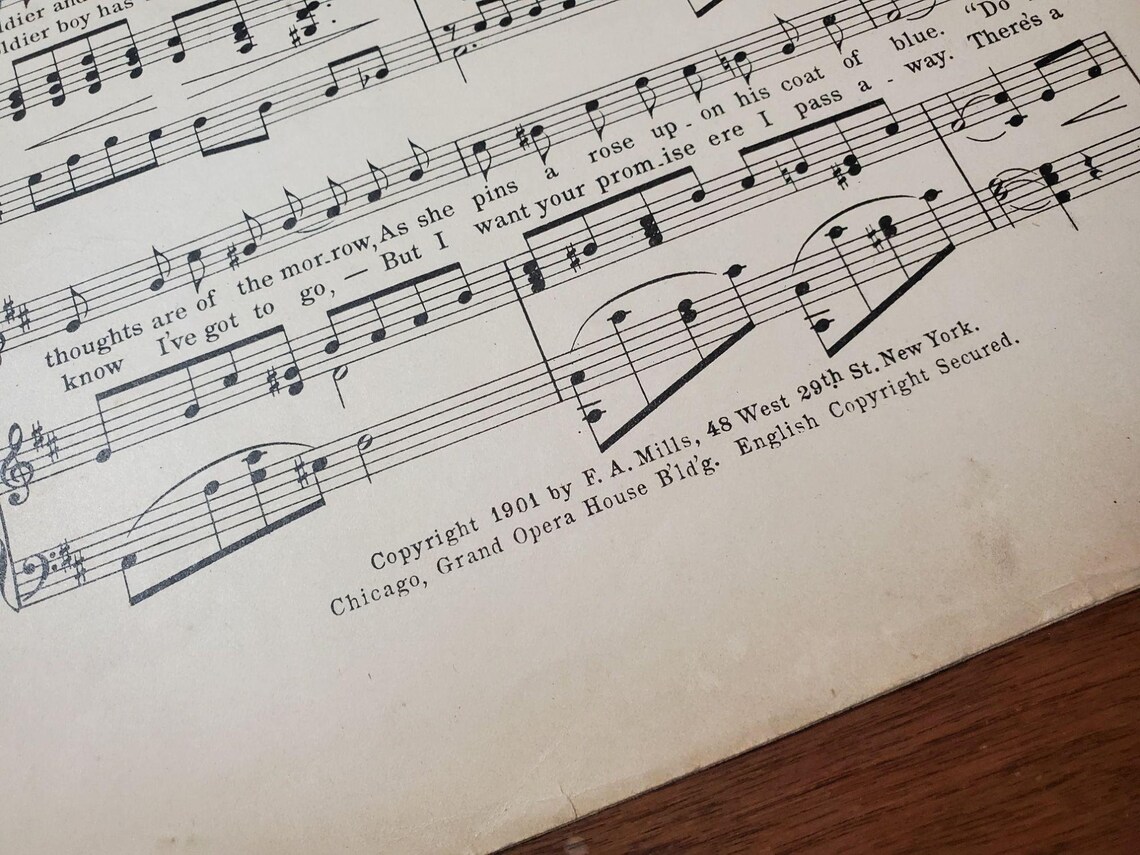 ldier and
ldier boy has
thoughts are of the mor-row, As she pins a rose up-on his coat of blue. "Do
know I've got to go, — But I want your prom-ise ere I pass a-way. There's a
Copyright 1901 by F. A. Mills, 48 West 29th St. New York.
Chicago, Grand Opera House B'ld'g. English Copyright Secured.